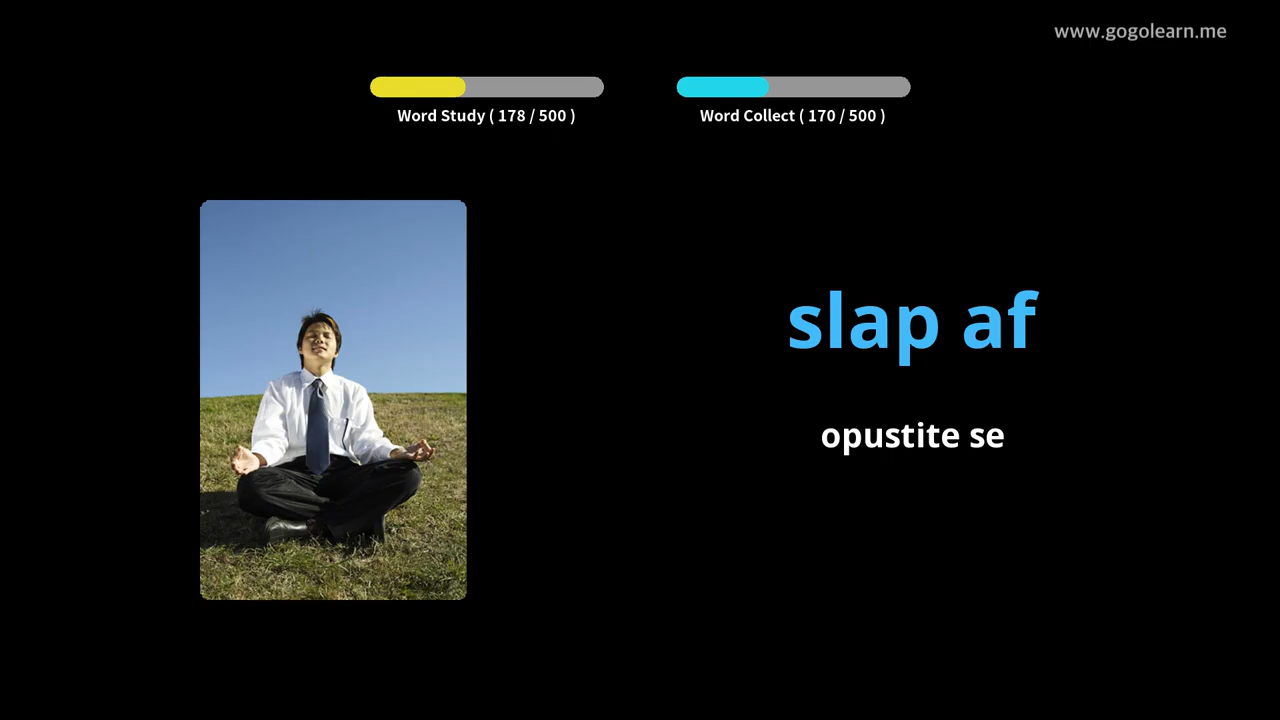 www.gogolearn.me
Word Study ( 178 / 500 )
Word Collect ( 170 / 500 )
slap af
opustite se